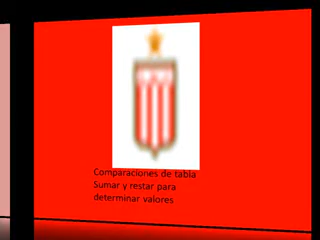 Comparaciones de tabla
Sumar y restar para
determinar valores